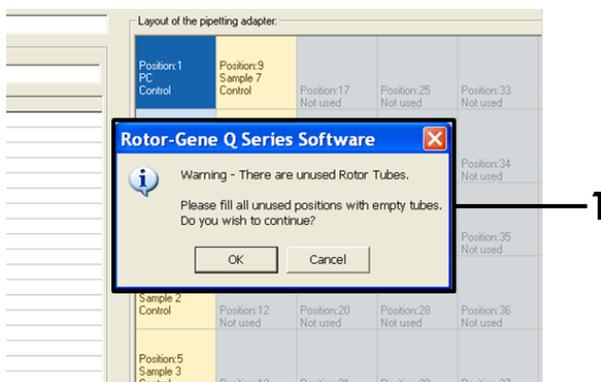 Layout of the pipetting adapter:
Position:1
PC
Control
Position:9
Sample 7
Control
Position:17
Not used
Position:25
Not used
Position:33
Not used
Rotor-Gene Q Series Software
Warning - There are unused Rotor Tubes.
Please fill all unused positions with empty tubes.
Do you wish to continue?
OK
Cancel
1
Position:34
Not used
Position:35
Not used
Sample 2
Control
Position:12
Not used
Position:20
Not used
Position:28
Not used
Position:36
Not used
Position:5
Sample 3